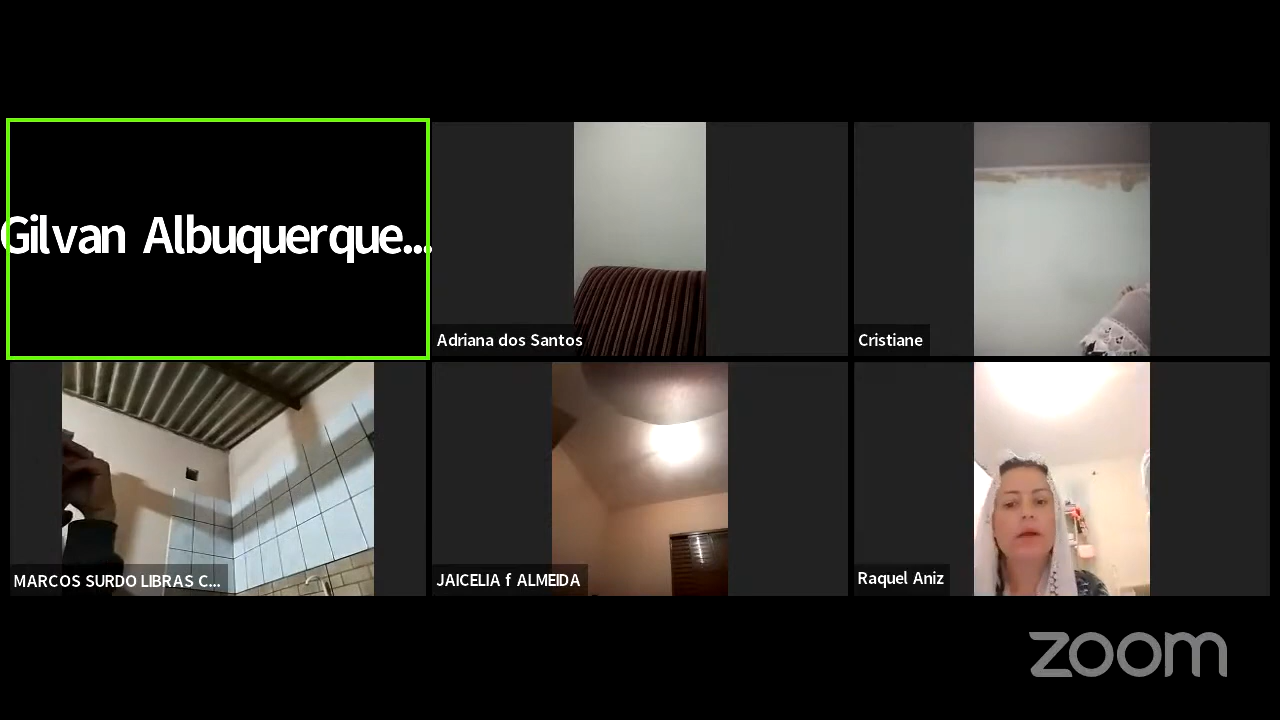 Gilvan Albuquerque...
Adriana dos Santos
Cristiane
MARCOS SURDO LIBRAS C...
JAICELIA f ALMEIDA
Raquel Aniz
zoom